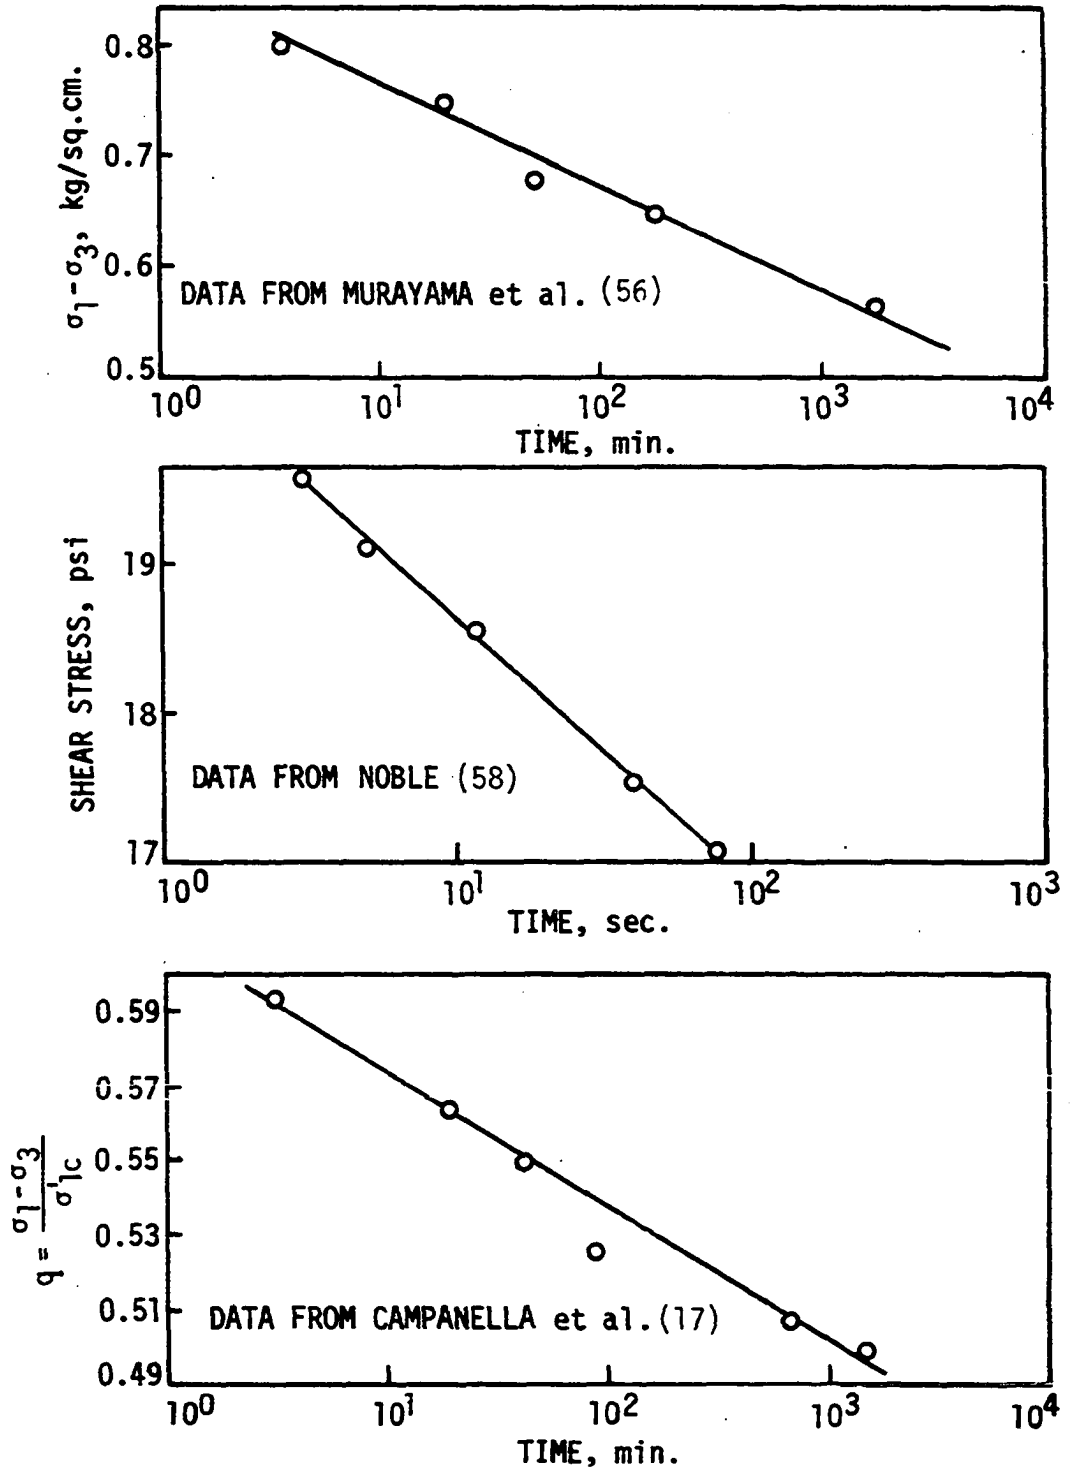 σ1-σ3, kg/sq.cm.
0.8
0.7
0.6
0.5
DATA FROM MURAYAMA et al. (56)
10^0 10^1 10^2 10^3 10^4
TIME, min.
SHEAR STRESS, psi
19
18
17
DATA FROM NOBLE (58)
10^0 10^1 10^2 10^3
TIME, sec.
q = σ1-σ3 / σ'1c
0.59
0.57
0.55
0.53
0.51
0.49
DATA FROM CAMPANELLA et al.(17)
10^0 10^1 10^2 10^3 10^4
TIME, min.